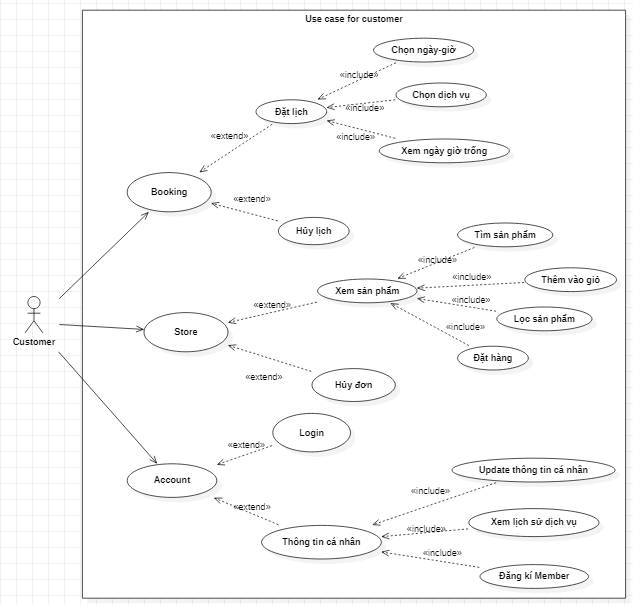 Use case for customer
Chọn ngày-giờ
«include»
Chọn dịch vụ
«include»
Đặt lịch
«extend»
«include»
Xem ngày giờ trống
Booking
«extend»
Hủy lịch
Tìm sản phẩm
«include»
«include»
Thêm vào giỏ
Xem sản phẩm
«extend»
«include»
Lọc sản phẩm
«include»
Store
Customer
Đặt hàng
«extend»
Hủy đơn
Login
«extend»
Account
Update thông tin cá nhân
«include»
«extend»
Xem lịch sử dịch vụ
«include»
Thông tin cá nhân
«include»
Đăng kí Member